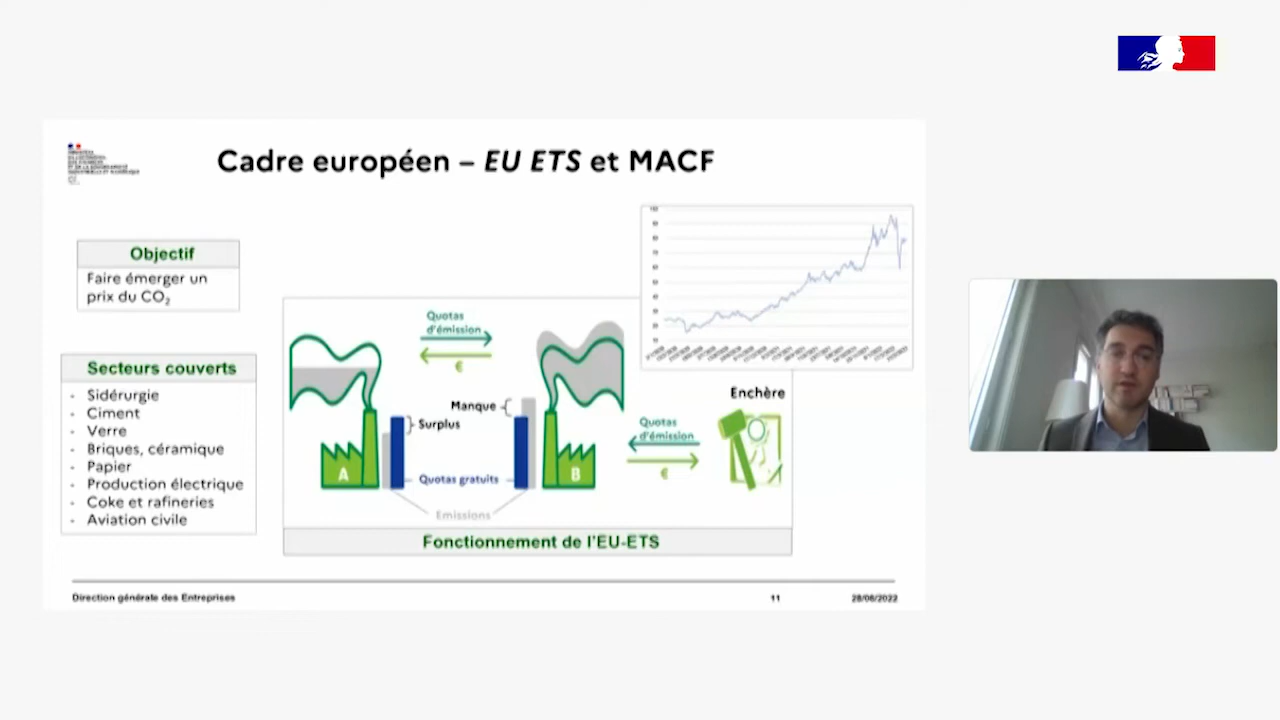 Cadre européen – EU ETS et MACF
Objectif
Faire émerger un
prix du CO₂
Secteurs couverts
- Sidérurgie
- Ciment
- Verre
- Briques, céramique
- Papier
- Production électrique
- Coke et rafineries
- Aviation civile
Quotas
d'émission
€
Manque
Surplus
A
B
Quotas gratuits
Emissions
Enchère
Quotas
d'émission
€
Fonctionnement de l'EU-ETS
Direction générale des Entreprises
11
28/06/2022